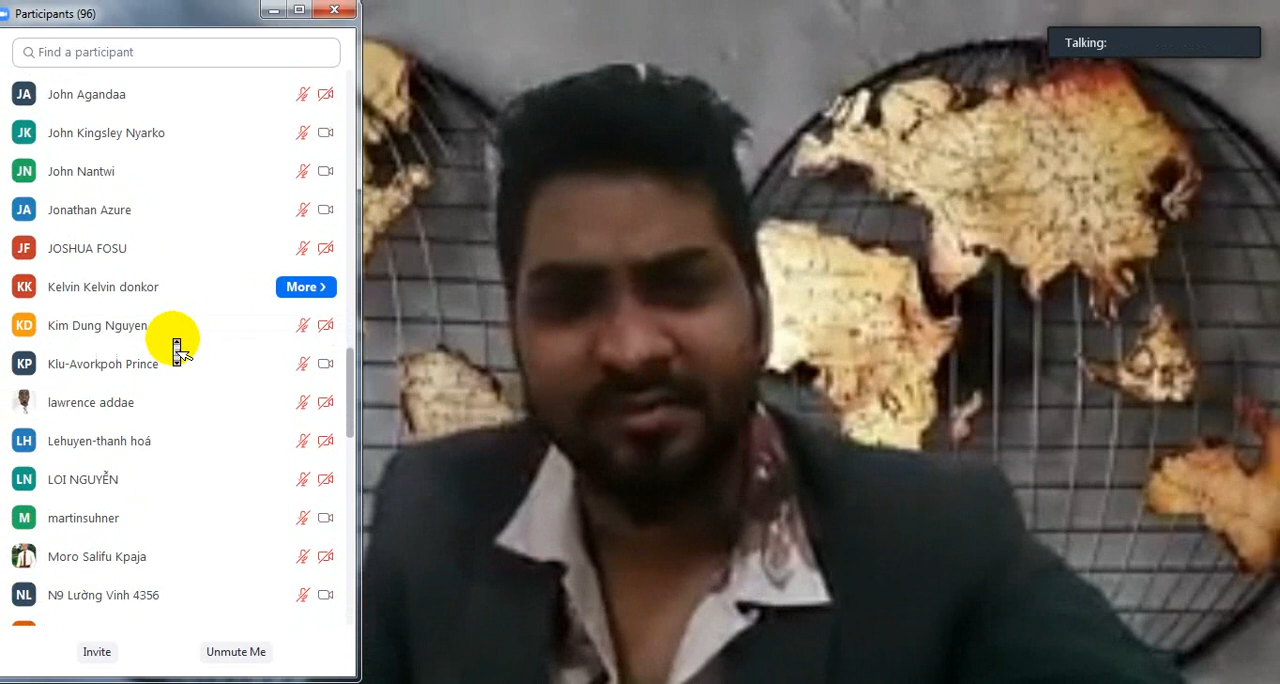 Participants (96)
Find a participant
JA John Agandaa
JK John Kingsley Nyarko
JN John Nantwi
JA Jonathan Azure
JF JOSHUA FOSU
KK Kelvin Kelvin donkor More >
KD Kim Dung Nguyen
KP Klu-Avorkpoh Prince
lawrence addae
LH Lehuyen-thanh hoá
LN LOI NGUYỄN
M martinsuhner
Moro Salifu Kpaja
NL N9 Lường Vinh 4356
Invite Unmute Me
Talking: